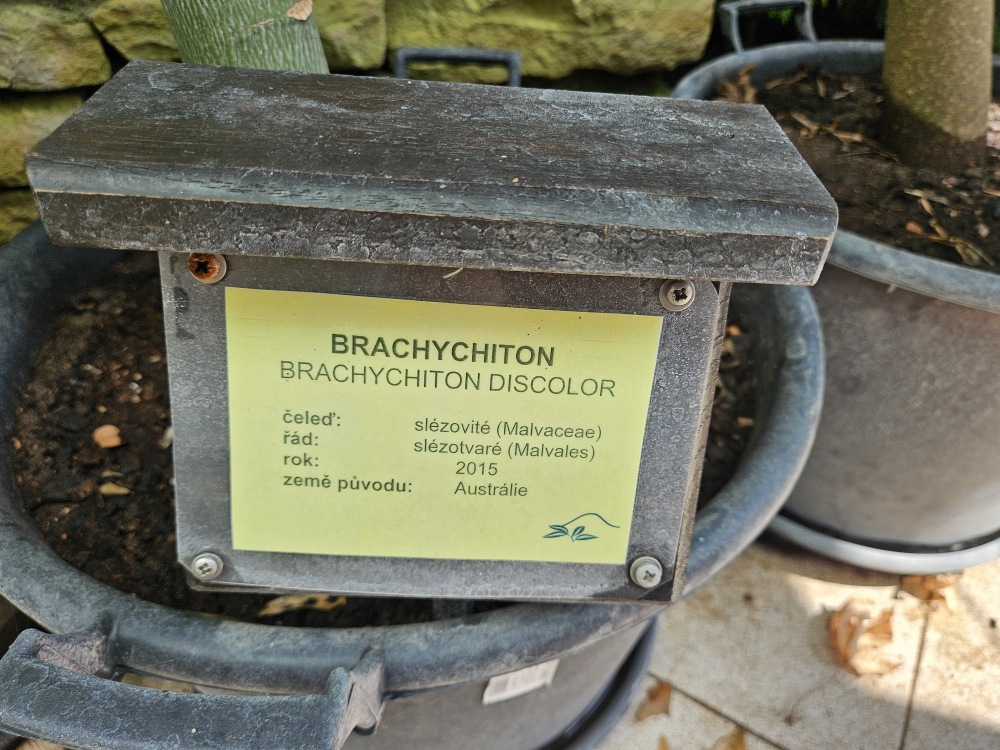 BRACHYCHITON
BRACHYCHITON DISCOLOR
čeleď: slézovité (Malvaceae)
řád: slézotvaré (Malvales)
rok: 2015
země původu: Austrálie